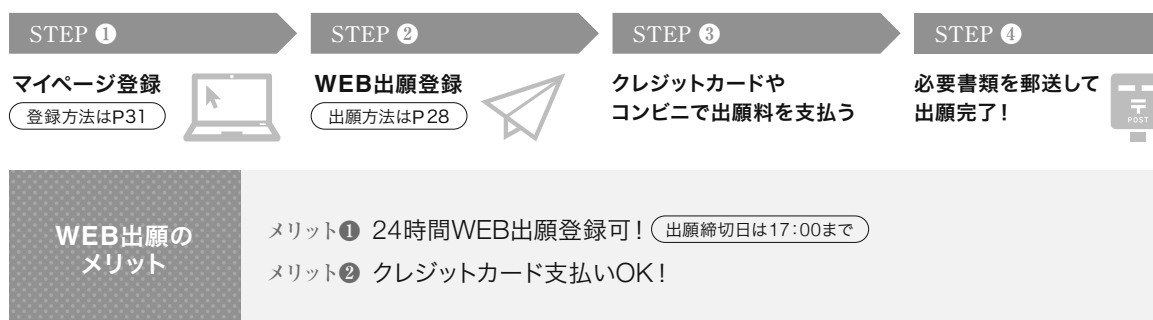 STEP ❶
マイページ登録
登録方法はP31
STEP ❷
WEB出願登録
出願方法はP28
STEP ❸
クレジットカードや
コンビニで出願料を支払う
STEP ❹
必要書類を郵送して
出願完了!
〒
POST
WEB出願の
メリット
メリット❶ 24時間WEB出願登録可! 出願締切日は17:00まで
メリット❷ クレジットカード支払いOK!